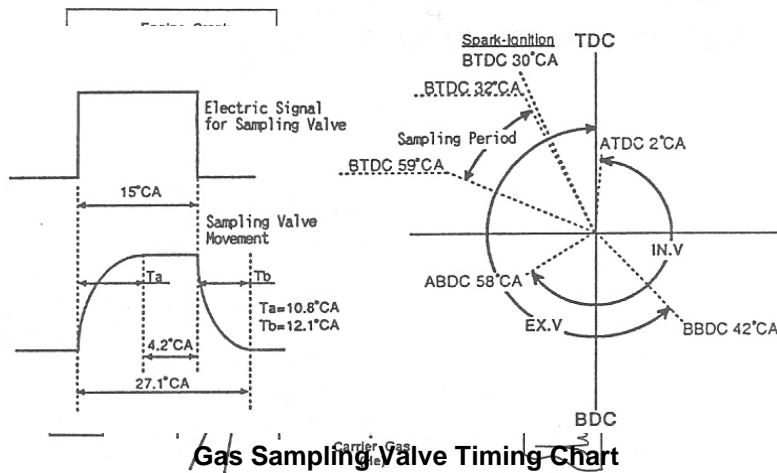 Electric Signal
for Sampling Valve
15°CA
Sampling Valve
Movement
Ta
Tb
Ta=10.8°CA
Tb=12.1°CA
4.2°CA
27.1°CA
Spark-Ignition
BTDC 30°CA
BTDC 32°CA
Sampling Period
BTDC 59°CA
TDC
ATDC 2°CA
IN.V
ABDC 58°CA
EX.V
BBDC 42°CA
BDC
Carrier Gas
Gas Sampling Valve Timing Chart